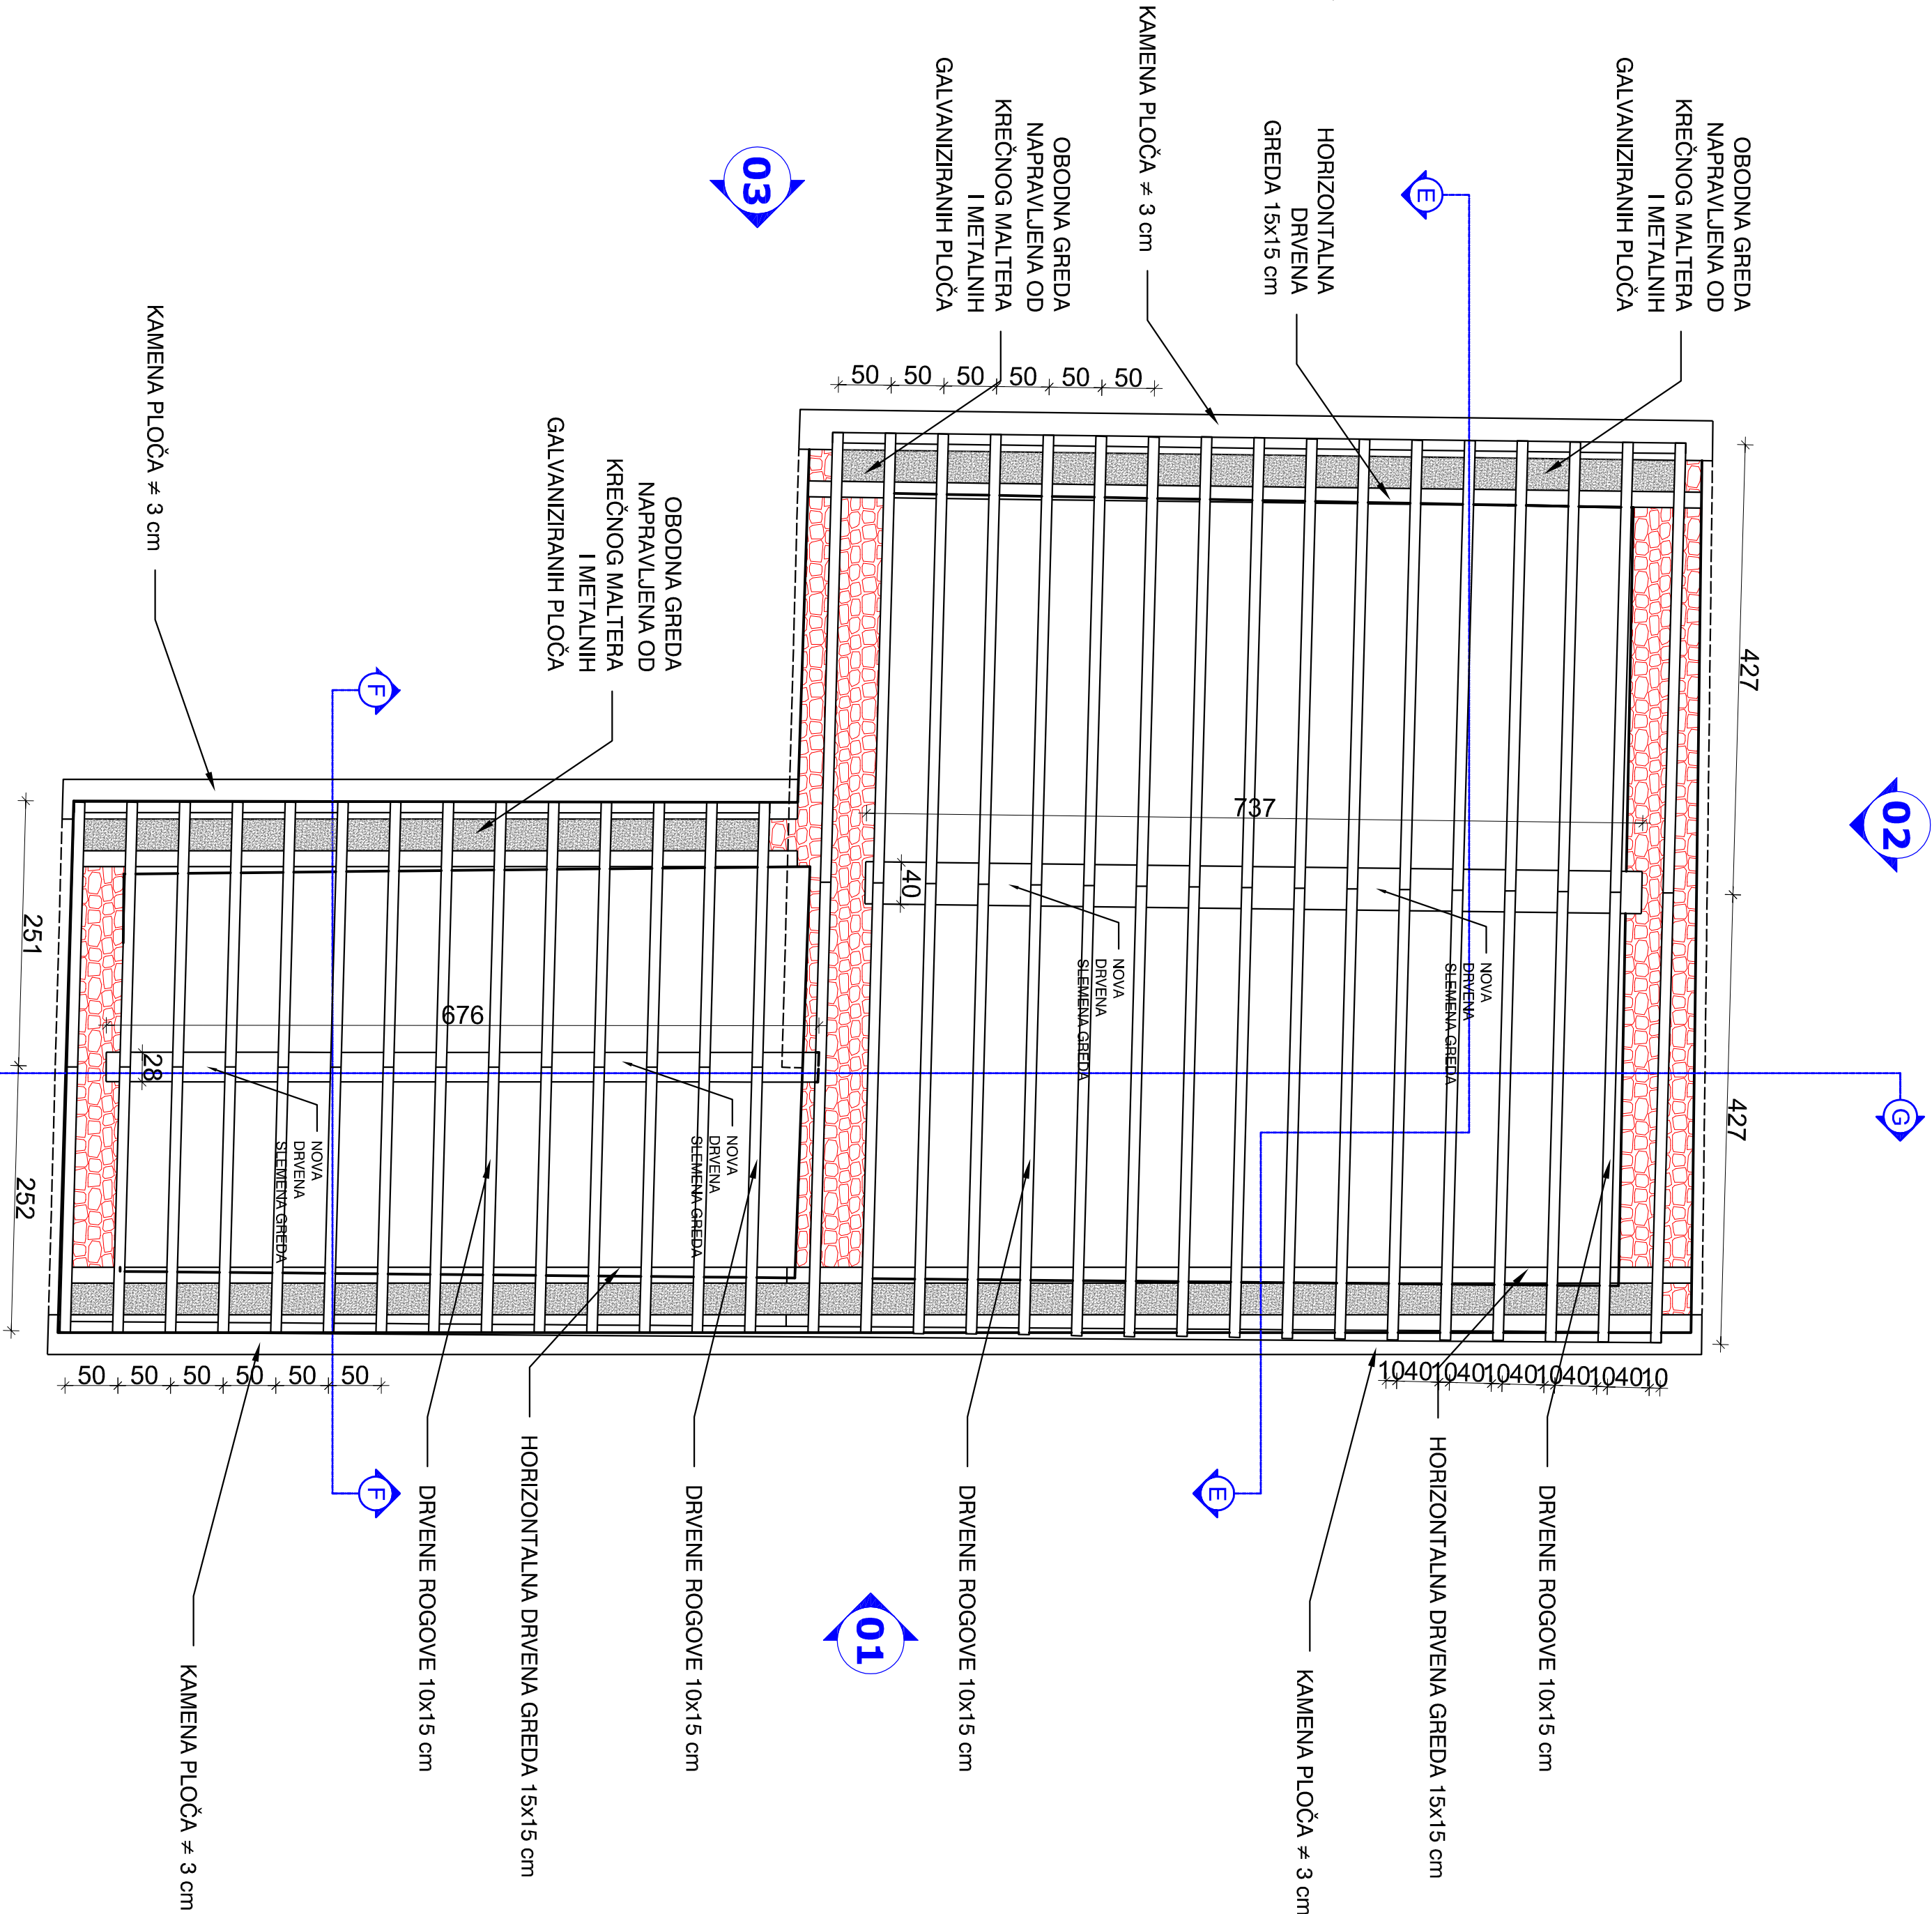 OBODNA GREDA
NAPRAVLJENA OD
KREČNOG MALTERA
I METALNIH
GALVANIZIRANIH PLOČA
HORIZONTALNA
DRVENA
GREDA 15x15 cm
KAMENA PLOČA ≠ 3 cm
OBODNA GREDA
NAPRAVLJENA OD
KREČNOG MALTERA
I METALNIH
GALVANIZIRANIH PLOČA
OBODNA GREDA
NAPRAVLJENA OD
KREČNOG MALTERA
I METALNIH
GALVANIZIRANIH PLOČA
KAMENA PLOČA ≠ 3 cm
03
02
01
E
E
F
F
G
50 50 50 50 50 50
427
427
737
40
676
28
251
252
NOVA
DRVENA
SLEMENA GREDA
NOVA
DRVENA
SLEMENA GREDA
NOVA
DRVENA
SLEMENA GREDA
NOVA
DRVENA
SLEMENA GREDA
50 50 50 50 50 50
10 40 10 40 10 40 10 40 10 40 10
DRVENE ROGOVE 10x15 cm
HORIZONTALNA DRVENA GREDA 15x15 cm
KAMENA PLOČA ≠ 3 cm
DRVENE ROGOVE 10x15 cm
DRVENE ROGOVE 10x15 cm
HORIZONTALNA DRVENA GREDA 15x15 cm
DRVENE ROGOVE 10x15 cm
KAMENA PLOČA ≠ 3 cm